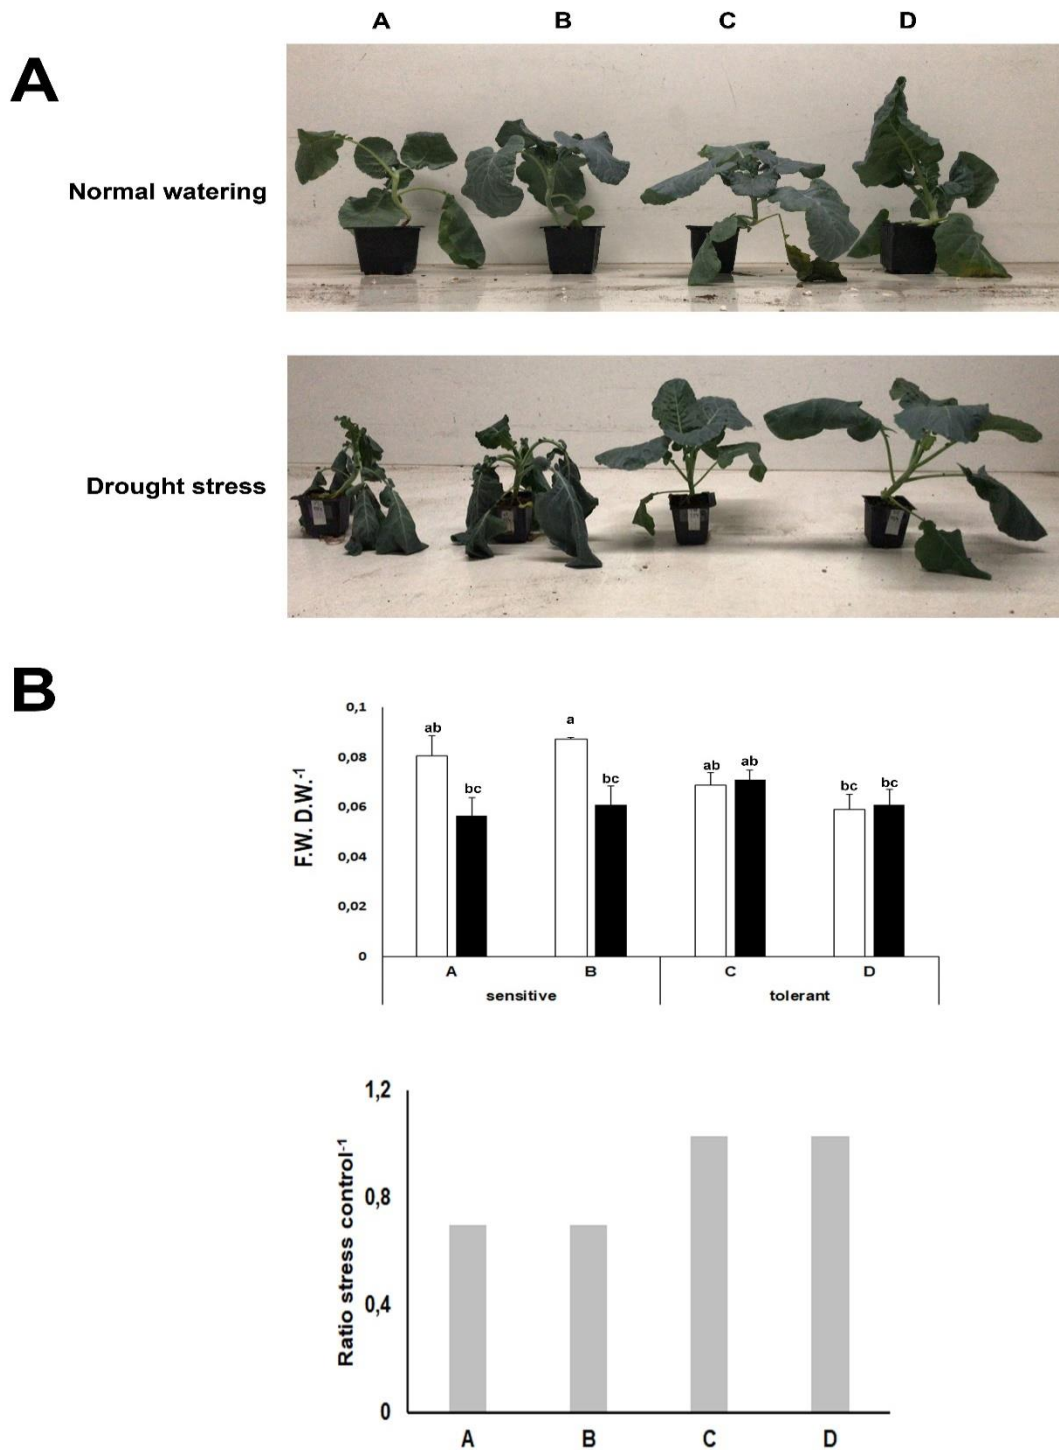 A B C D
A
Normal watering
Drought stress
B
0,1
0,08
0,06
0,04
0,02
0
F.W. D.W.-1
ab
bc
a
bc
ab
ab
bc
bc
A B C D
sensitive tolerant
1,2
0,8
0,4
0
Ratio stress control-1
A B C D